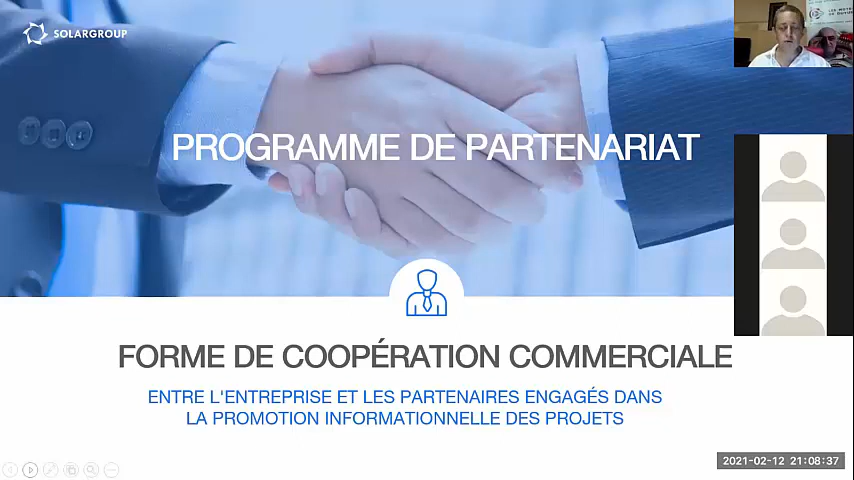 SOLARGROUP
PROGRAMME DE PARTENARIAT
FORME DE COOPÉRATION COMMERCIALE
ENTRE L'ENTREPRISE ET LES PARTENAIRES ENGAGÉS DANS
LA PROMOTION INFORMATIONNELLE DES PROJETS
2021-02-12 21:08:37